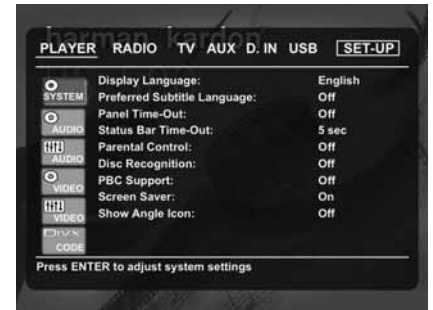 harman kardon
PLAYER RADIO TV AUX D. IN USB SET-UP
SYSTEM
AUDIO
AUDIO
VIDEO
VIDEO
CODE
Display Language: English
Preferred Subtitle Language: Off
Panel Time-Out: Off
Status Bar Time-Out: 5 sec
Parental Control: Off
Disc Recognition: Off
PBC Support: Off
Screen Saver: On
Show Angle Icon: Off
Press ENTER to adjust system settings